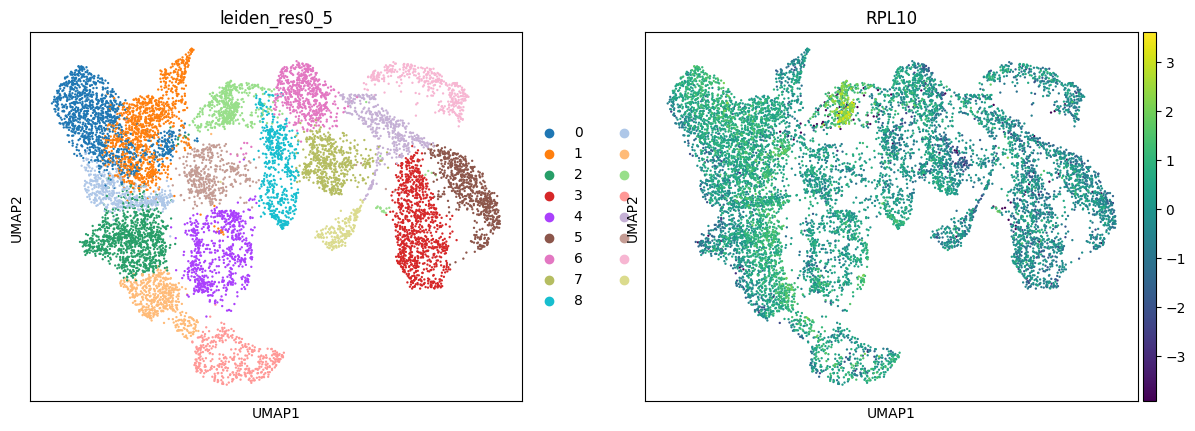 leiden_res0_5
UMAP2
UMAP1
0
1
2
3
4
5
6
7
8
RPL10
UMAP2
UMAP1
3
2
1
0
−1
−2
−3